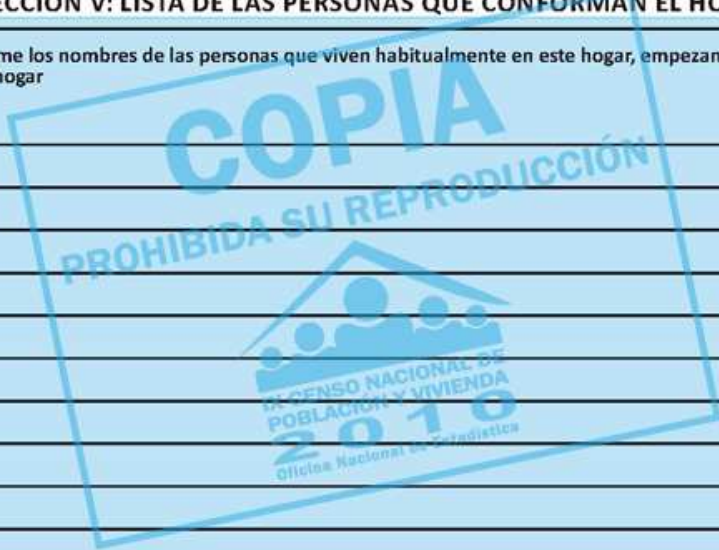 ECCIÓN V: LISTA DE LAS PERSONAS QUE CONFORMAN EL HO
me los nombres de las personas que viven habitualmente en este hogar, empezan
hogar
COPIA
PROHIBIDA SU REPRODUCCIÓN
IX CENSO NACIONAL DE
POBLACIÓN Y VIVIENDA
2010
Oficina Nacional de Estadística